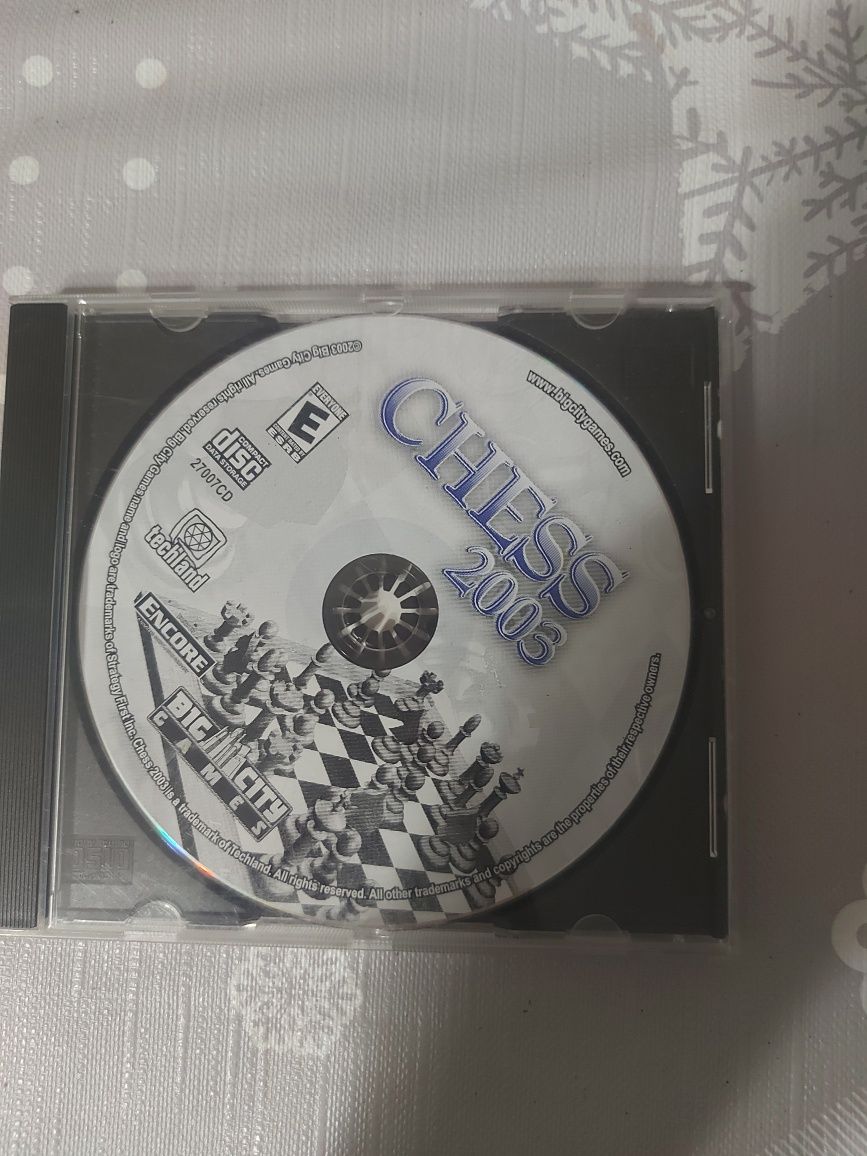 CHESS
2003
www.bigcitygames.com
EVERYONE
E
ESRB
COMPACT
disc
DATA STORAGE
27007CD
techland
ENCORE
BIG CITY
GAMES
©2003 Big City Games. All rights reserved. Big City Games name and logo are trademarks of Strategy First Inc. Chess 2003 is a trademark of Techland. All rights reserved. All other trademarks and copyrights are the properties of their respective owners.